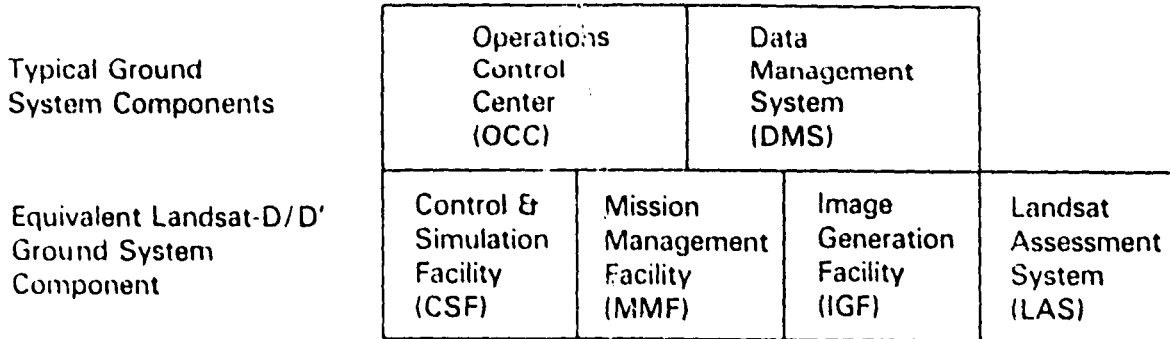 Typical Ground
System Components
Operations
Control
Center
(OCC)
Data
Management
System
(DMS)
Equivalent Landsat-D/D'
Ground System
Component
Control &
Simulation
Facility
(CSF)
Mission
Management
Facility
(MMF)
Image
Generation
Facility
(IGF)
Landsat
Assessment
System
(LAS)